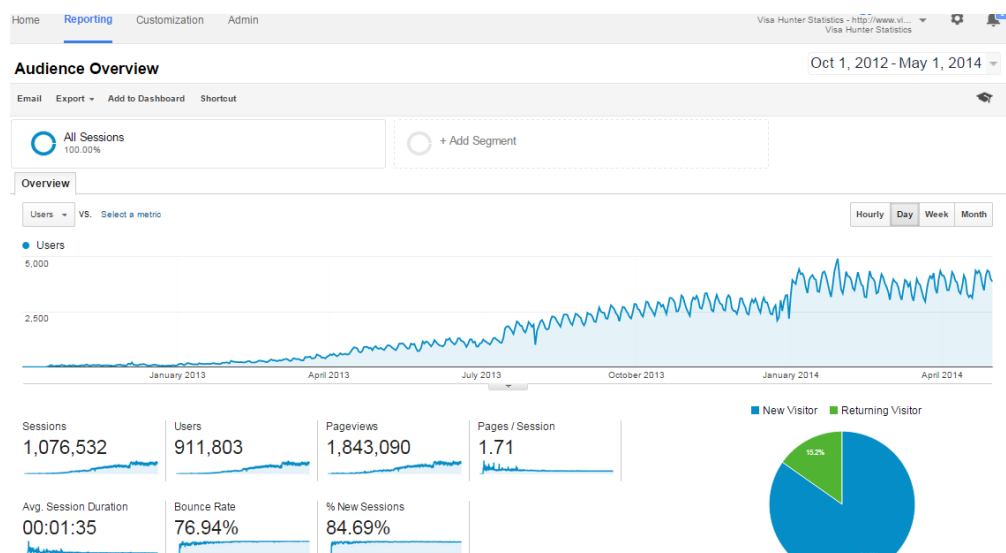 Home Reporting Customization Admin
Visa Hunter Statistics - http://www.vi...
Visa Hunter Statistics
Audience Overview
Oct 1, 2012 - May 1, 2014
Email Export Add to Dashboard Shortcut
All Sessions
100.00%
+ Add Segment
Overview
Users VS. Select a metric
Hourly Day Week Month
Users
5,000
2,500
January 2013 April 2013 July 2013 October 2013 January 2014 April 2014
New Visitor Returning Visitor
Sessions Users Pageviews Pages / Session
1,076,532 911,803 1,843,090 1.71
15.2%
Avg. Session Duration Bounce Rate % New Sessions
00:01:35 76.94% 84.69%